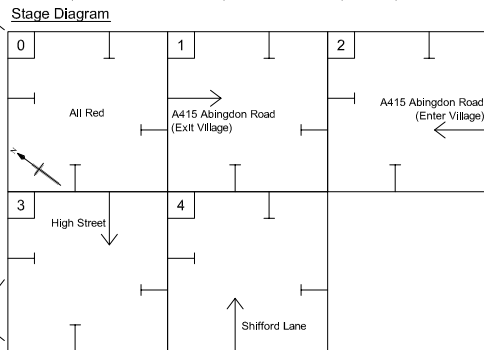 Stage Diagram
0
1
2
All Red
A415 Abingdon Road
(Exit Village)
A415 Abingdon Road
(Enter Village)
N
3
4
High Street
Shifford Lane